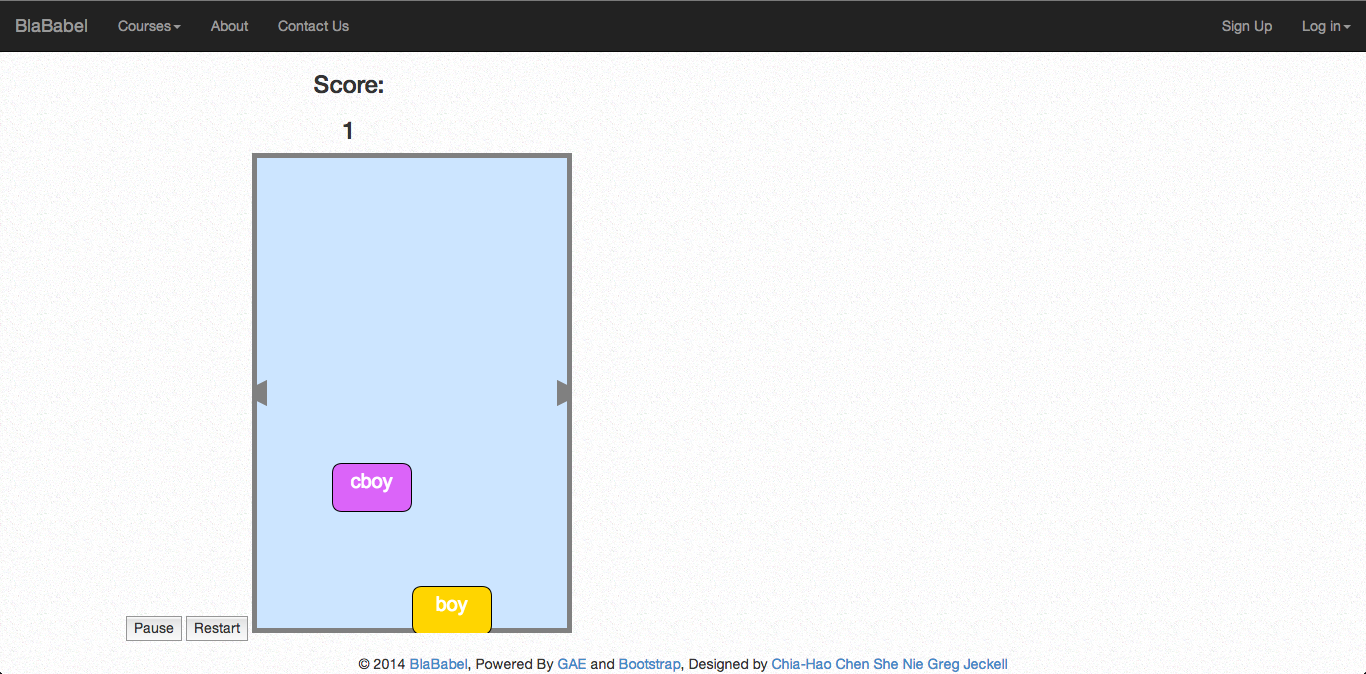 BlaBabel Courses About Contact Us Sign Up Log in
Score:
1
cboy
boy
Pause Restart
© 2014 BlaBabel, Powered By GAE and Bootstrap, Designed by Chia-Hao Chen She Nie Greg Jeckell